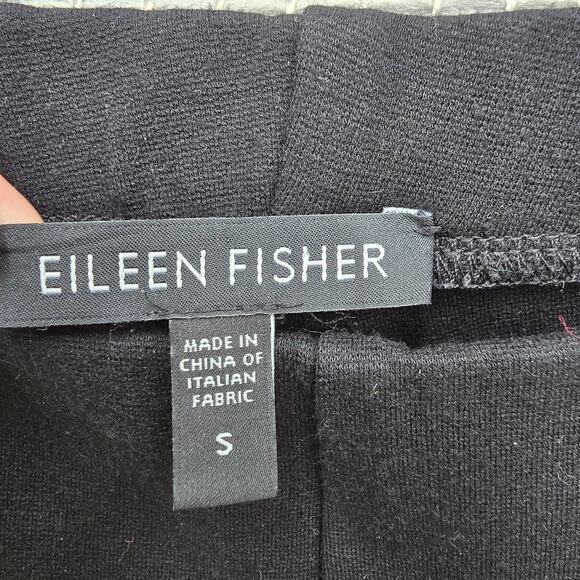 EILEEN FISHER
MADE IN
CHINA OF
ITALIAN
FABRIC
S